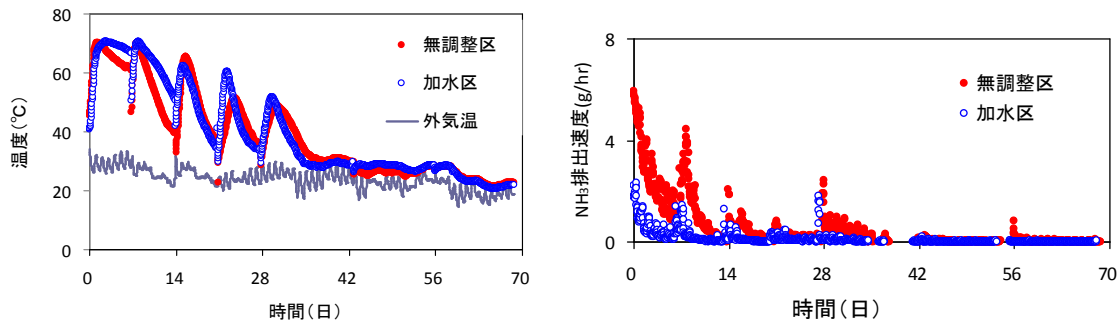 80
60
40
20
0
温度(℃)
無調整区
加水区
外気温
0 14 28 42 56 70
時間(日)
8
4
0
NH3排出速度(g/hr)
無調整区
加水区
0 14 28 42 56 70
時間(日)